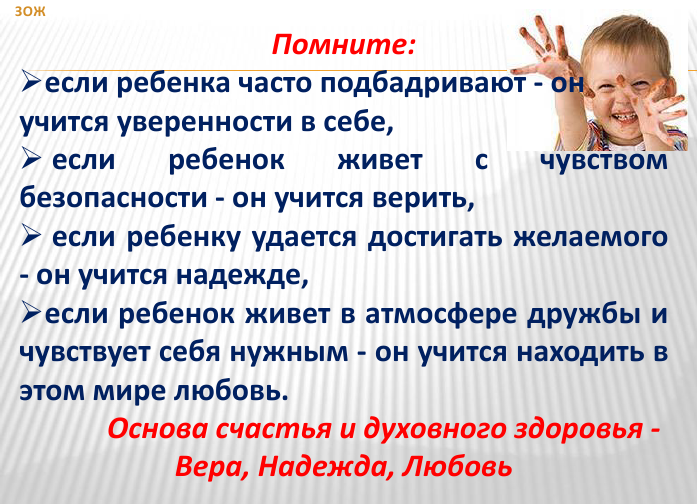 ЗОЖ
Помните:
➢если ребенка часто подбадривают - он
учится уверенности в себе,
➢ если ребенок живет с чувством
безопасности - он учится верить,
➢ если ребенку удается достигать желаемого
- он учится надежде,
➢если ребенок живет в атмосфере дружбы и
чувствует себя нужным - он учится находить в
этом мире любовь.
Основа счастья и духовного здоровья -
Вера, Надежда, Любовь